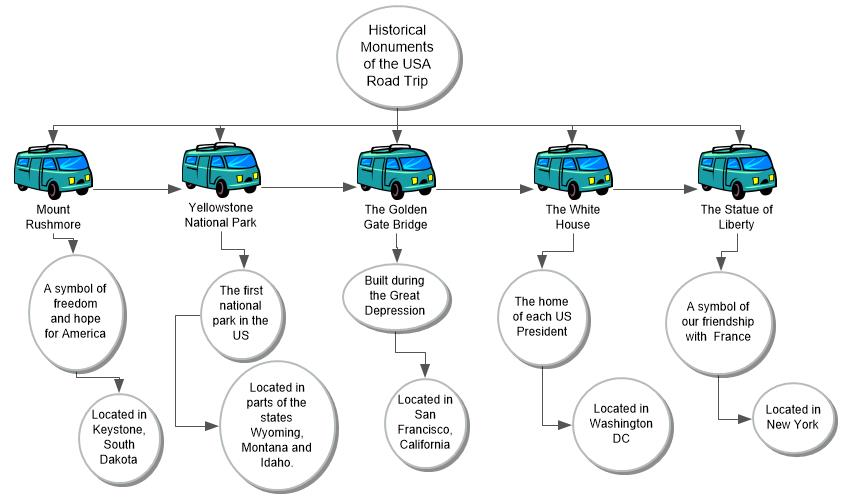 Historical
Monuments
of the USA
Road Trip
Mount
Rushmore
Yellowstone
National Park
The Golden
Gate Bridge
The White
House
The Statue of
Liberty
A symbol of
freedom
and hope
for America
The first
national
park in the
US
Built during
the Great
Depression
The home
of each US
President
A symbol of
our friendship
with France
Located in
Keystone,
South
Dakota
Located in
parts of the
states
Wyoming,
Montana and
Idaho.
Located in
San
Francisco,
California
Located in
Washington
DC
Located in
New York